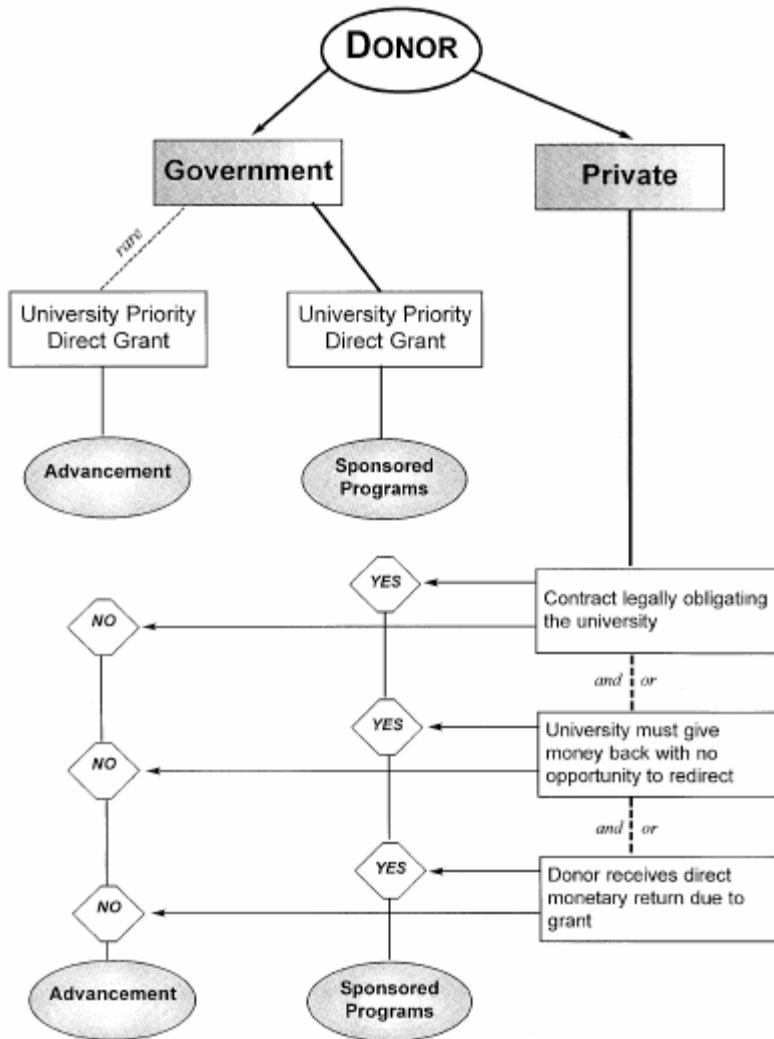 DONOR
Government
Private
rare
University Priority
Direct Grant
University Priority
Direct Grant
Advancement
Sponsored
Programs
YES
Contract legally obligating
the university
NO
and or
YES
University must give
money back with no
opportunity to redirect
NO
and or
YES
Donor receives direct
monetary return due to
grant
NO
Advancement
Sponsored
Programs